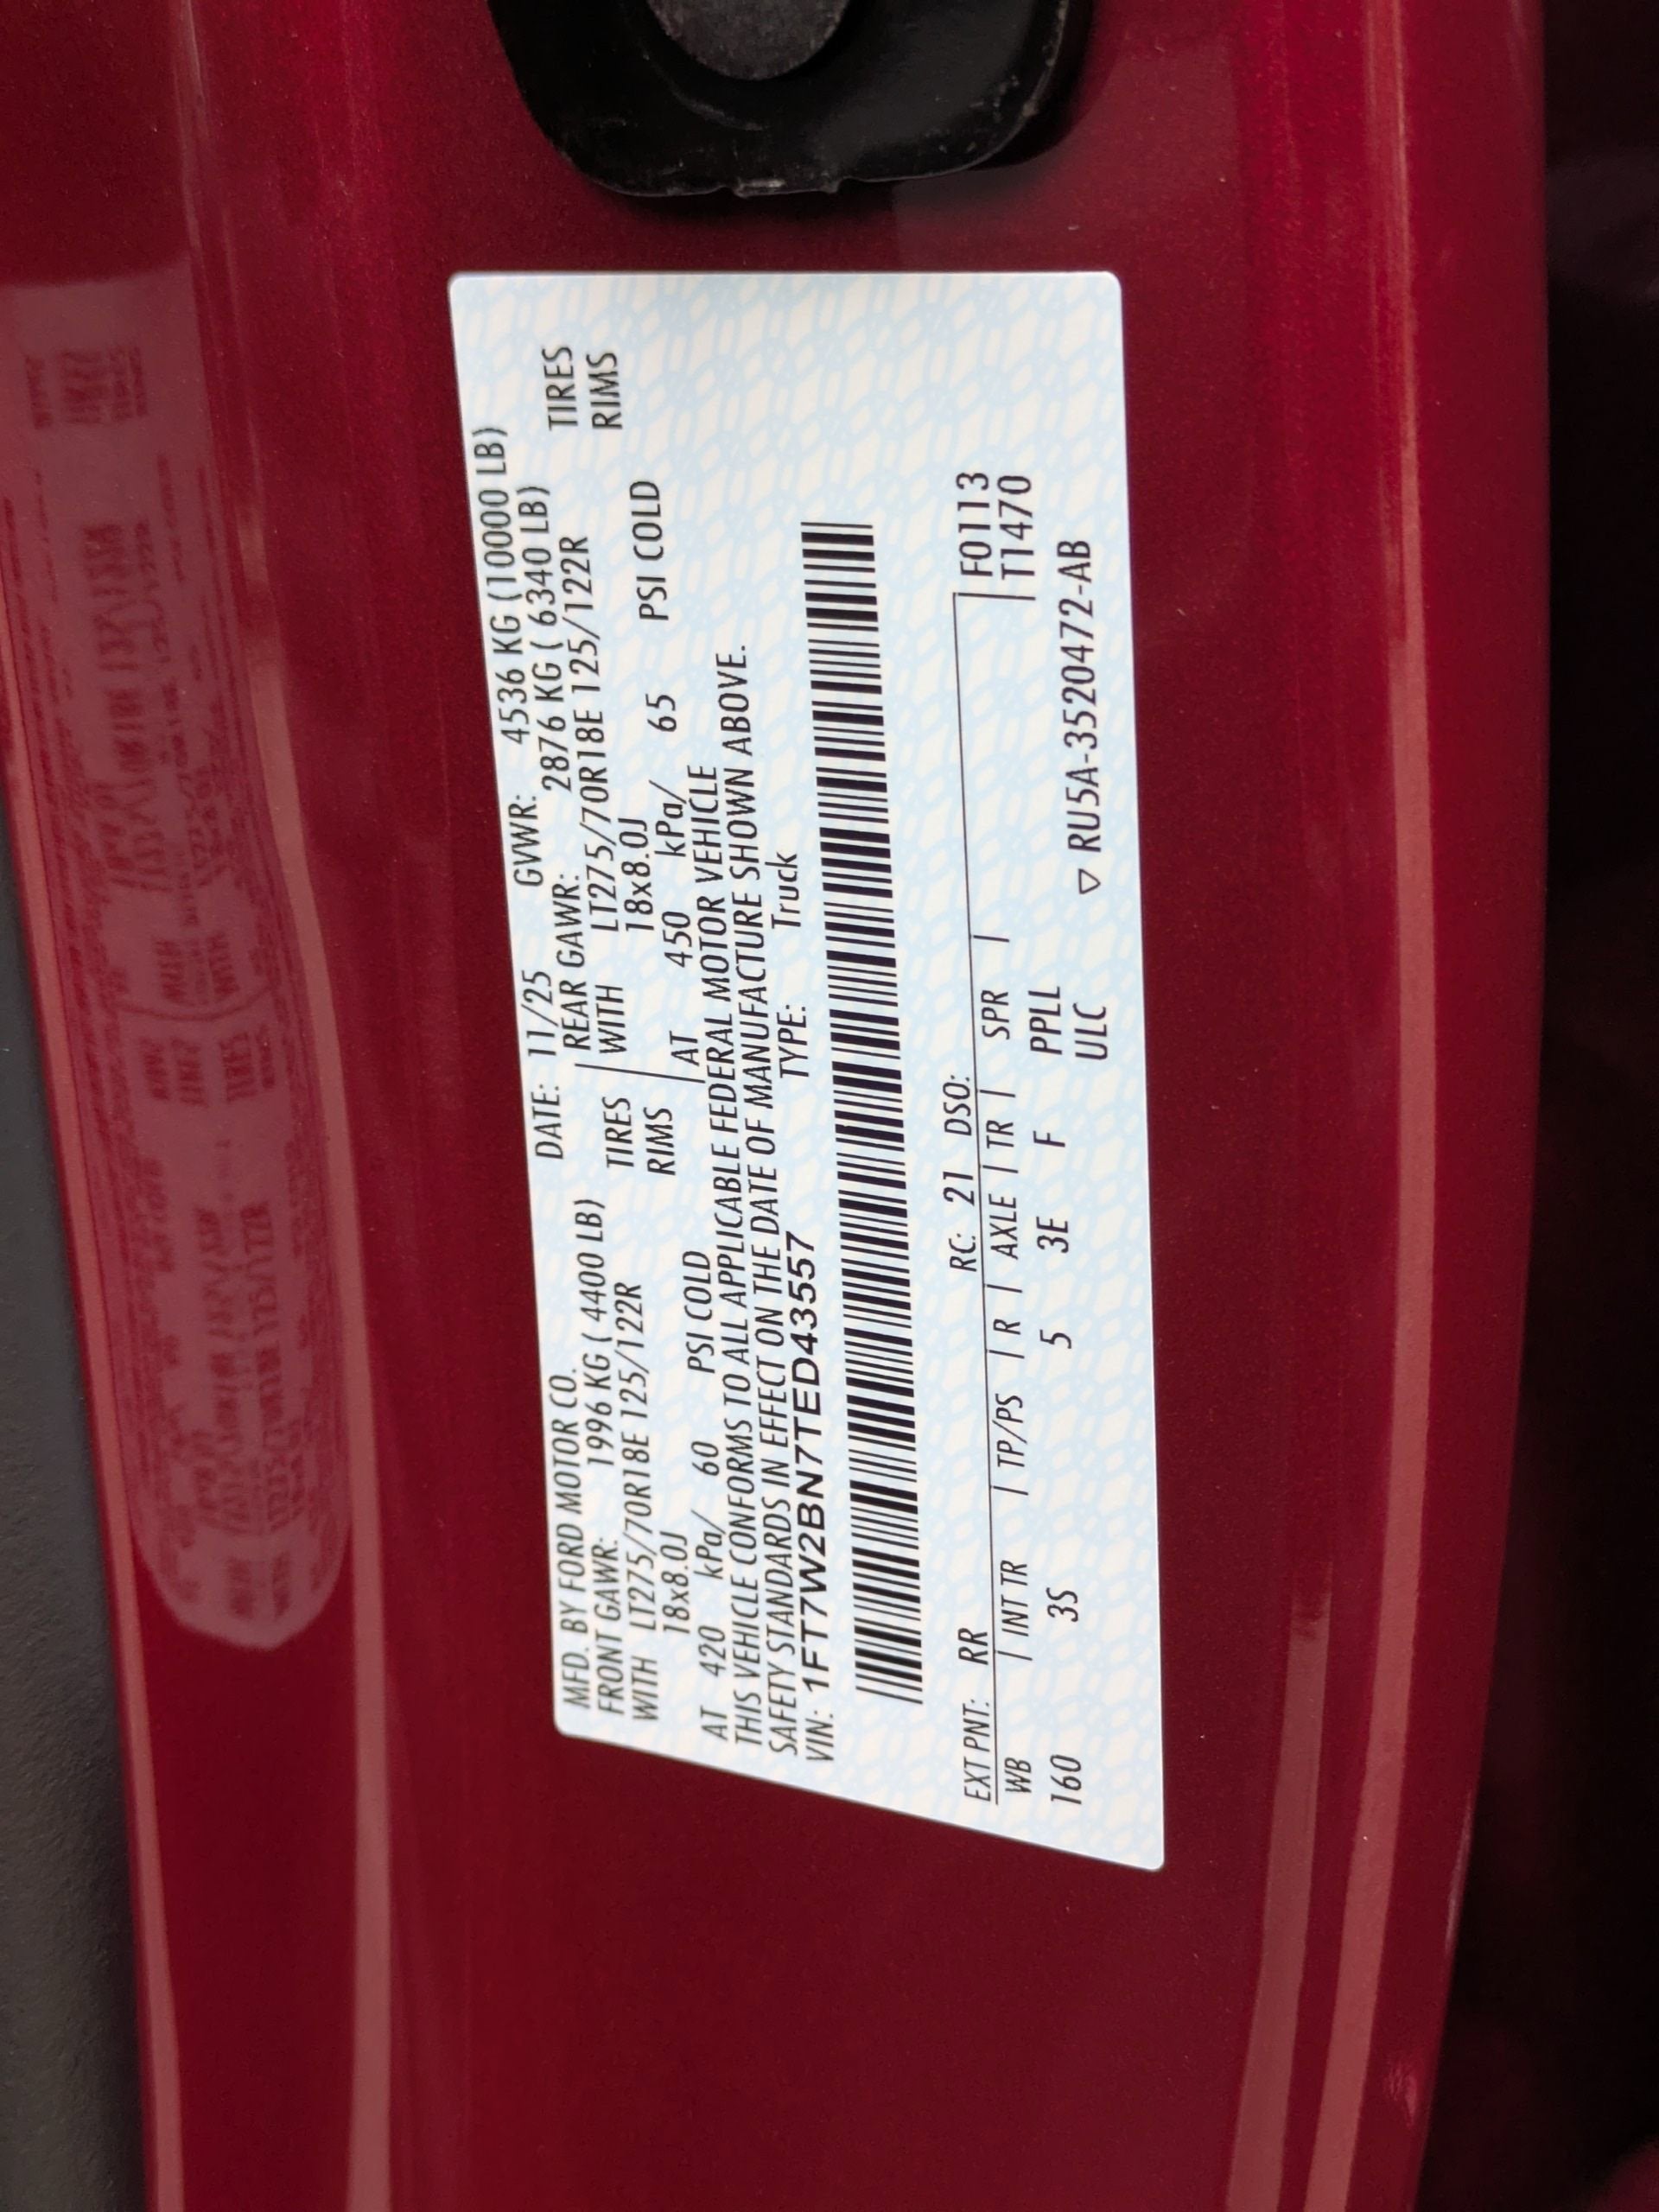 MFD. BY FORD MOTOR CO. DATE: 11/25 GVWR: 4536 KG (10000 LB)
FRONT GAWR: 1996 KG ( 4400 LB) REAR GAWR: 2876 KG ( 6340 LB)
WITH LT275/70R18E 125/122R TIRES WITH LT275/70R18E 125/122R TIRES
18x8.0J RIMS 18x8.0J RIMS
AT 420 kPa/ 60 PSI COLD AT 450 kPa/ 65 PSI COLD
THIS VEHICLE CONFORMS TO ALL APPLICABLE FEDERAL MOTOR VEHICLE
SAFETY STANDARDS IN EFFECT ON THE DATE OF MANUFACTURE SHOWN ABOVE.
VIN: 1FT7W2BN7TED43557 TYPE: Truck
EXT PNT: RR RC: 21 DSO: F0113
WB | INT TR | TP/PS | R | AXLE | TR | SPR | T1470
160 3S 5 3E F PPLL
ULC ▽ RU5A-3520472-AB